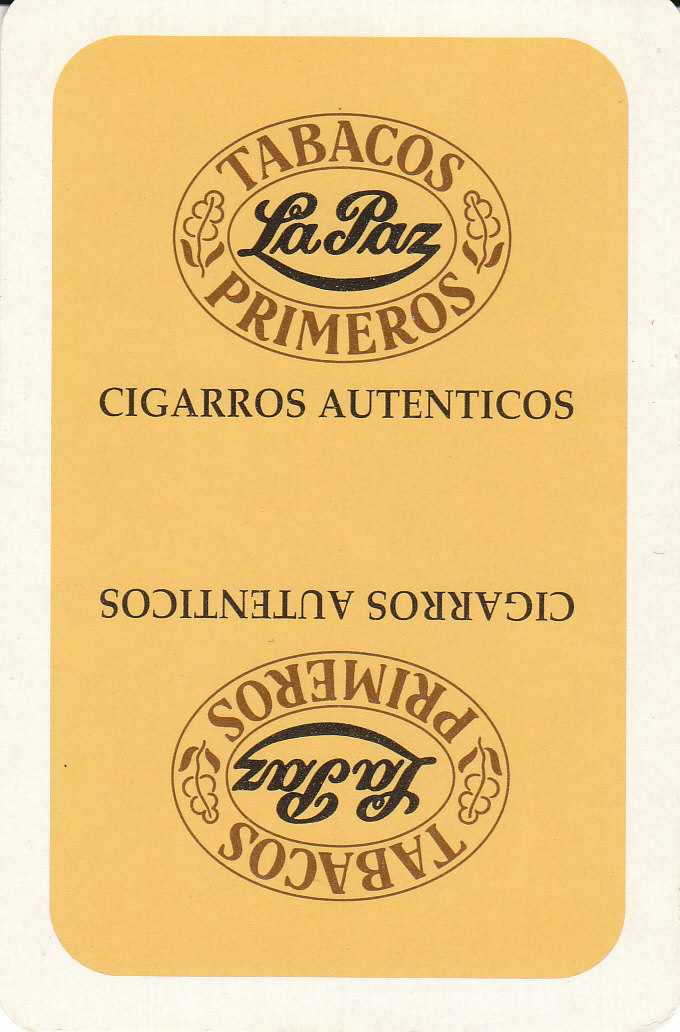 TABACOS
La Paz
PRIMEROS
CIGARROS AUTENTICOS
CIGARROS AUTENTICOS
PRIMEROS
La Paz
TABACOS